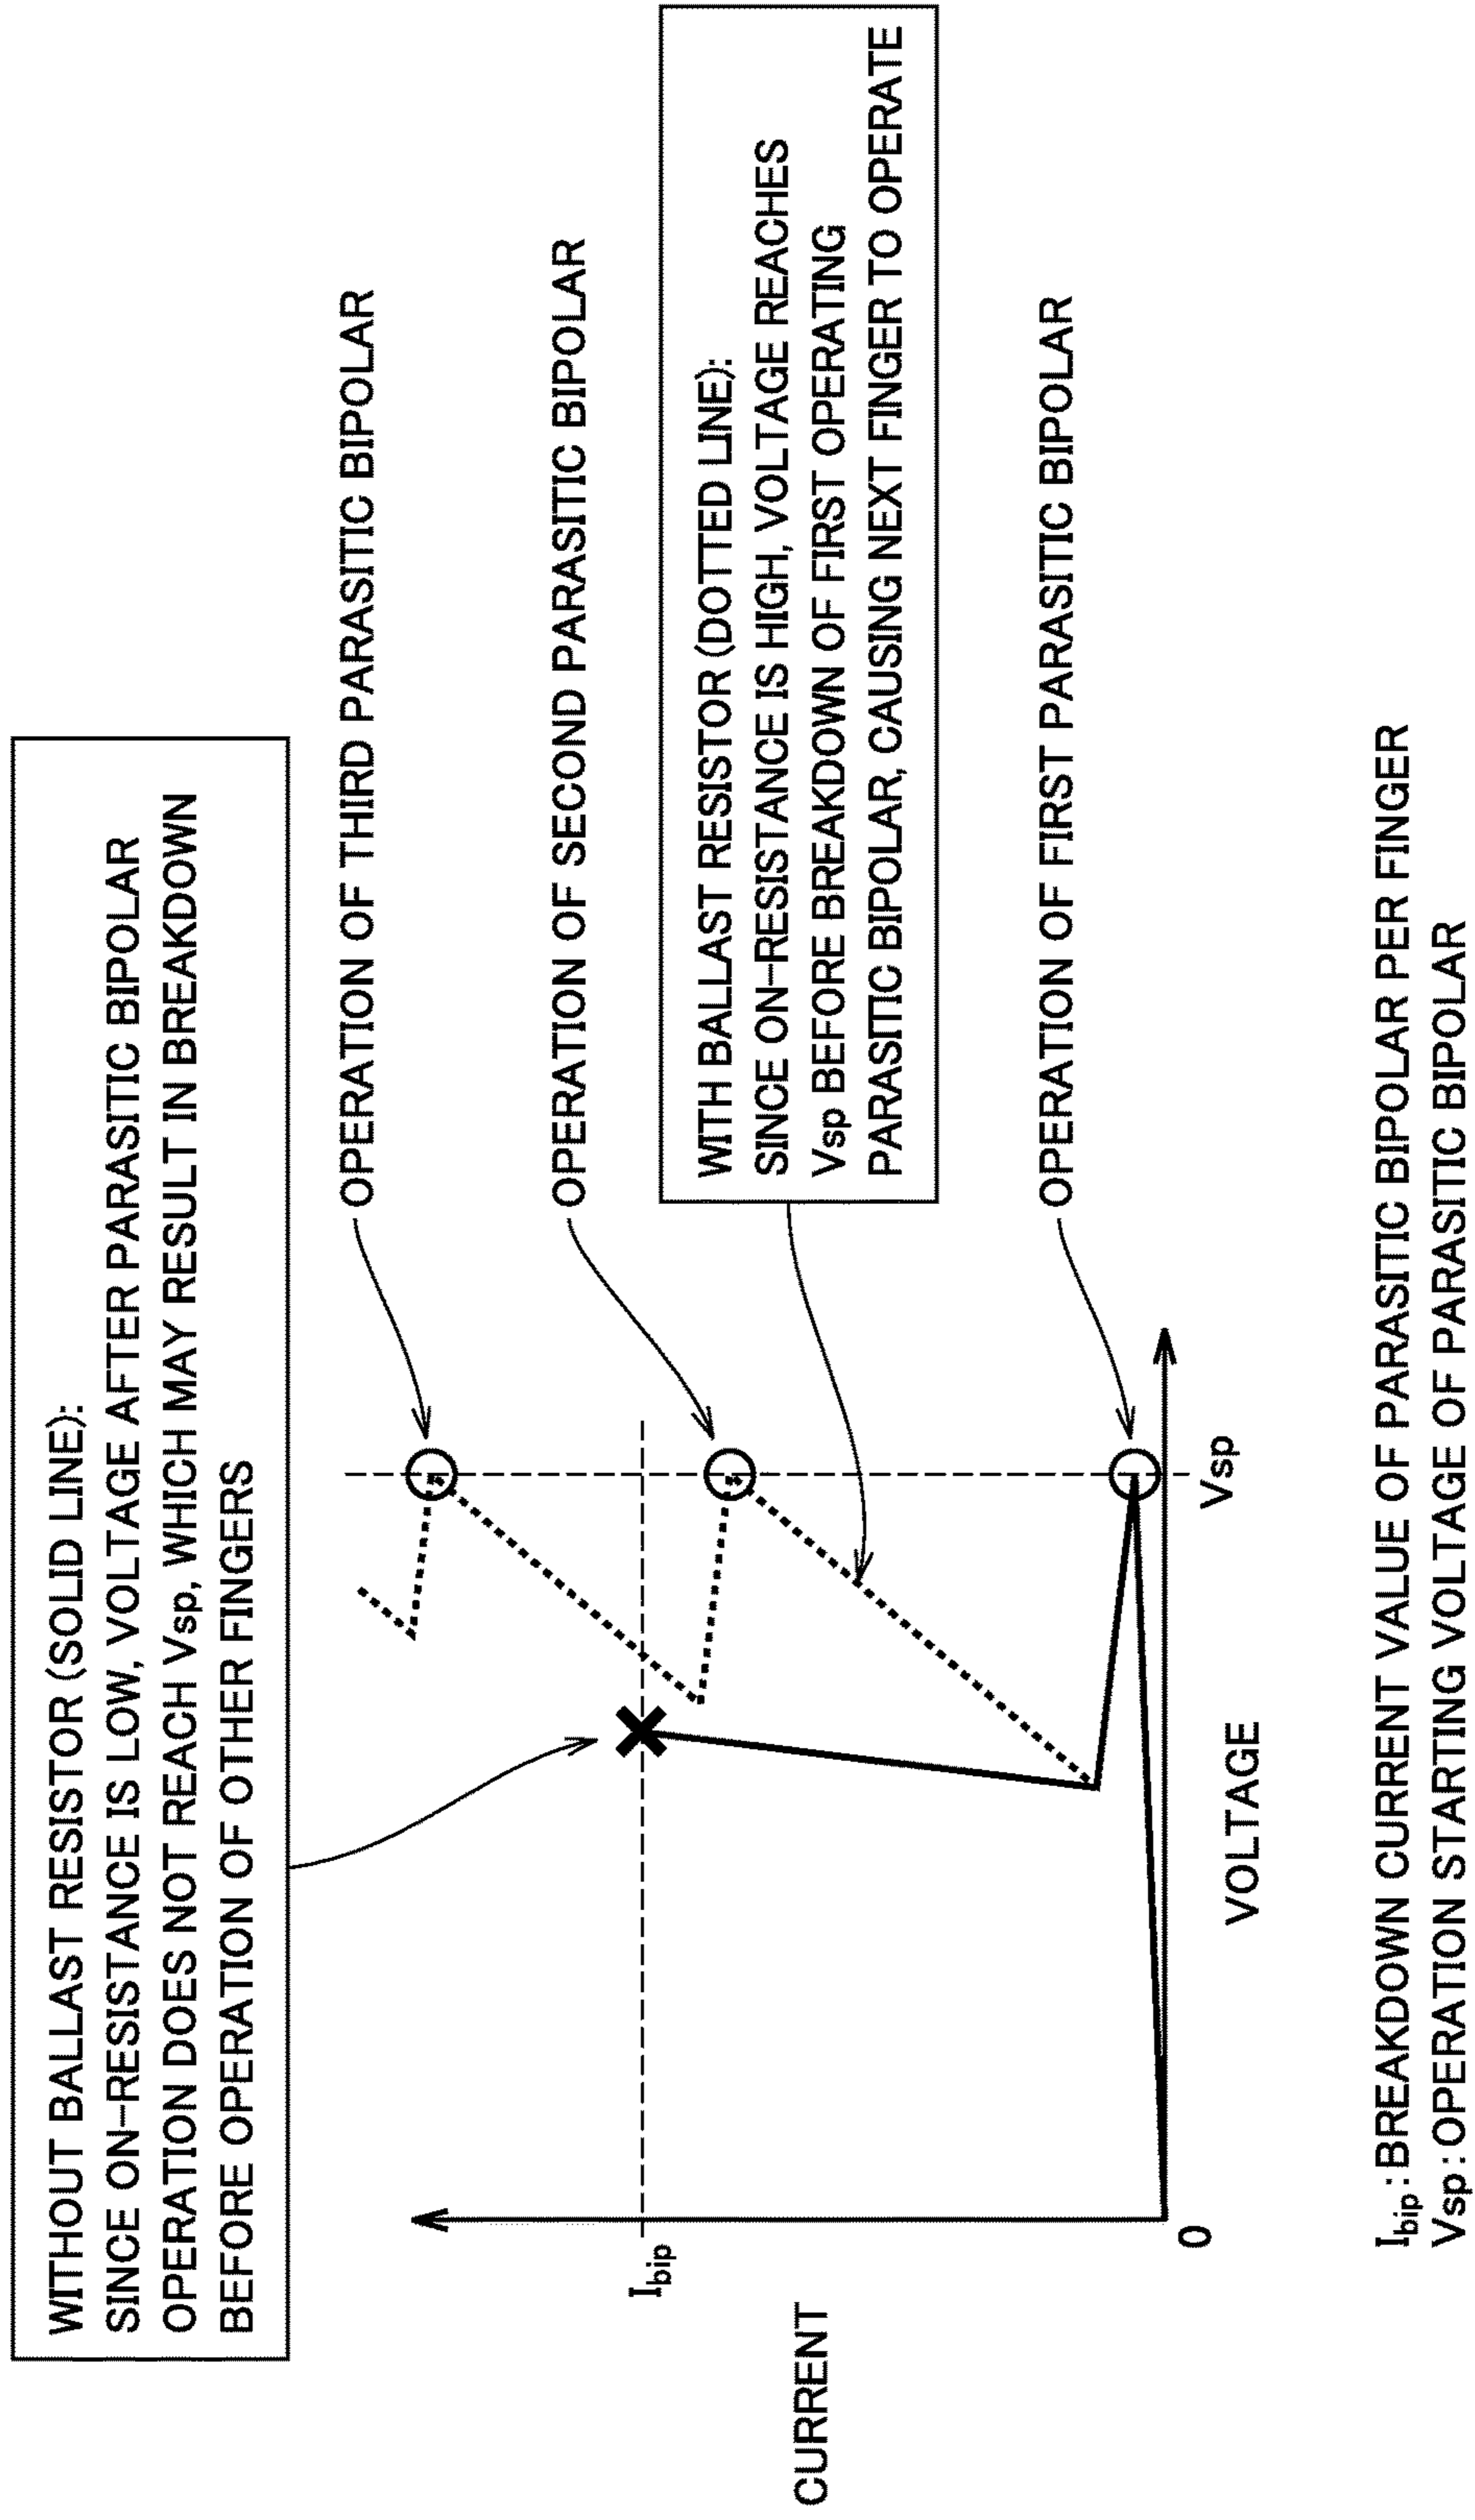 WITHOUT BALLAST RESISTOR (SOLID LINE):
SINCE ON-RESISTANCE IS LOW, VOLTAGE AFTER PARASITIC BIPOLAR
OPERATION DOES NOT REACH Vsp, WHICH MAY RESULT IN BREAKDOWN
BEFORE OPERATION OF OTHER FINGERS
OPERATION OF THIRD PARASITIC BIPOLAR
OPERATION OF SECOND PARASITIC BIPOLAR
WITH BALLAST RESISTOR (DOTTED LINE):
SINCE ON-RESISTANCE IS HIGH, VOLTAGE REACHES
Vsp BEFORE BREAKDOWN OF FIRST OPERATING
PARASITIC BIPOLAR, CAUSING NEXT FINGER TO OPERATE
OPERATION OF FIRST PARASITIC BIPOLAR
Ibip
CURRENT
0
Vsp
VOLTAGE
Ibip : BREAKDOWN CURRENT VALUE OF PARASITIC BIPOLAR PER FINGER
Vsp : OPERATION STARTING VOLTAGE OF PARASITIC BIPOLAR